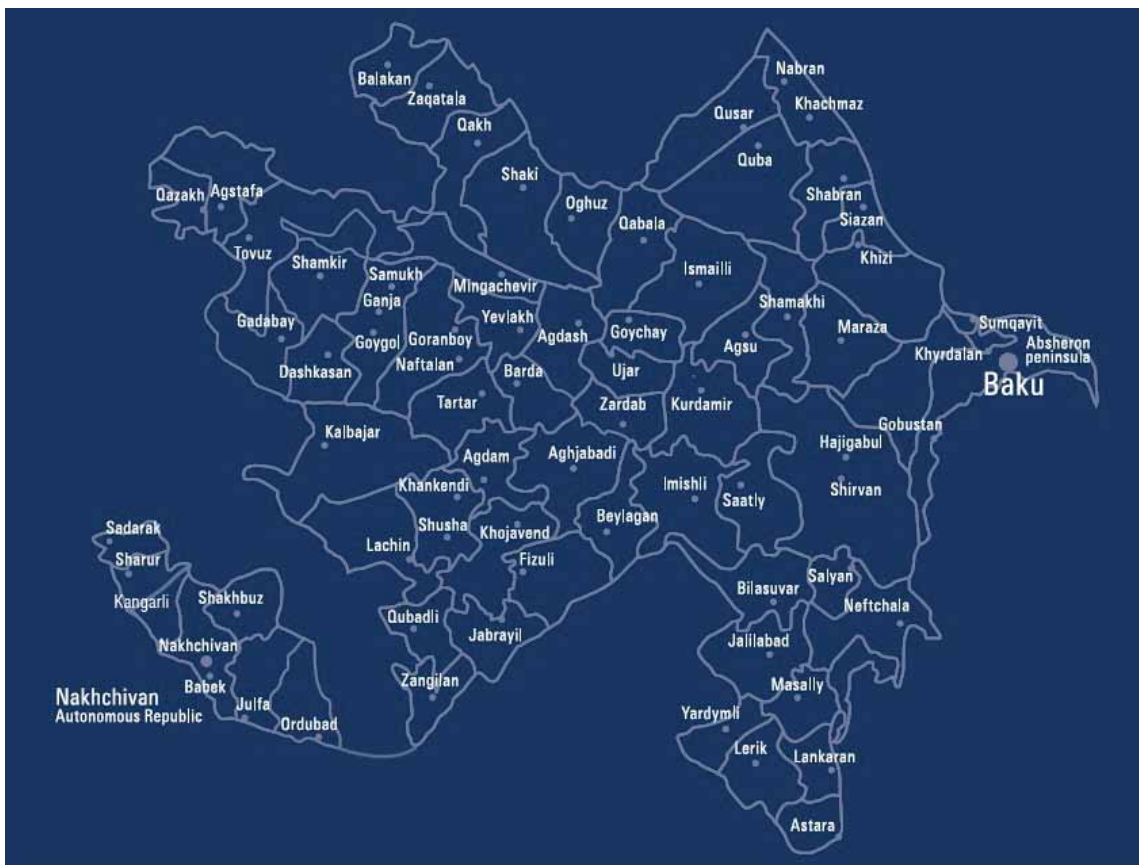 Nabran
Balakan
Zaqatala
Khachmaz
Qusar
Qakh
Quba
Shaki
Qazakh
Agstafa
Shabran
Oghuz
Qabala
Siazan
Tovuz
Khizi
Shamkir
Ismailli
Samukh
Mingachevir
Ganja
Shamakhi
Gadabay
Yevlakh
Sumqayit
Goygol
Goranboy
Agdash
Goychay
Maraza
Absheron
peninsula
Agsu
Khyrdalan
Naftalan
Dashkasan
Barda
Ujar
Baku
Tartar
Zardab
Kurdamir
Kalbajar
Gobustan
Hajigabul
Agdam
Aghjabadi
Khankendi
Imishli
Saatly
Shirvan
Beylagan
Shusha
Khojavend
Sadarak
Lachin
Fizuli
Sharur
Salyan
Bilasuvar
Kangarli
Shakhbuz
Neftchala
Qubadli
Jabrayil
Jalilabad
Nakhchivan
Zangilan
Masally
Babek
Nakhchivan
Autonomous Republic
Julfa
Ordubad
Yardymli
Lerik
Lankaran
Astara